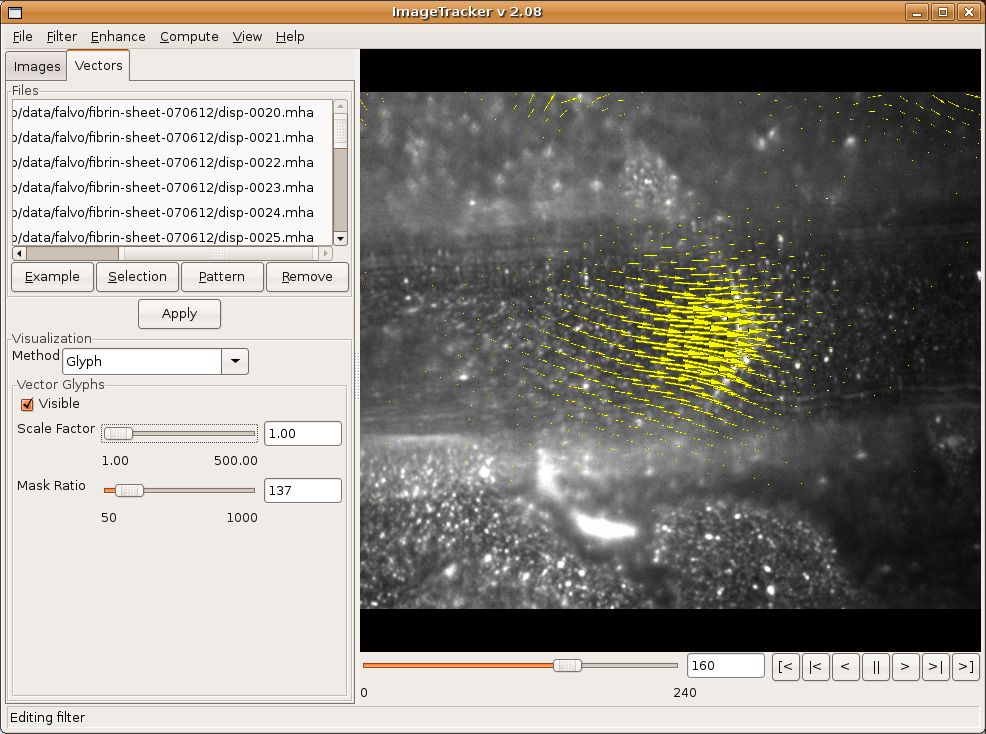 ImageTracker v 2.08
File Filter Enhance Compute View Help
Images Vectors
Files
o/data/falvo/fibrin-sheet-070612/disp-0020.mha
o/data/falvo/fibrin-sheet-070612/disp-0021.mha
o/data/falvo/fibrin-sheet-070612/disp-0022.mha
o/data/falvo/fibrin-sheet-070612/disp-0023.mha
o/data/falvo/fibrin-sheet-070612/disp-0024.mha
o/data/falvo/fibrin-sheet-070612/disp-0025.mha
Example Selection Pattern Remove
Apply
Visualization
Method Glyph
Vector Glyphs
Visible
Scale Factor 1.00
1.00 500.00
Mask Ratio 137
50 1000
160 [< |< < || > >| >]
0 240
Editing filter